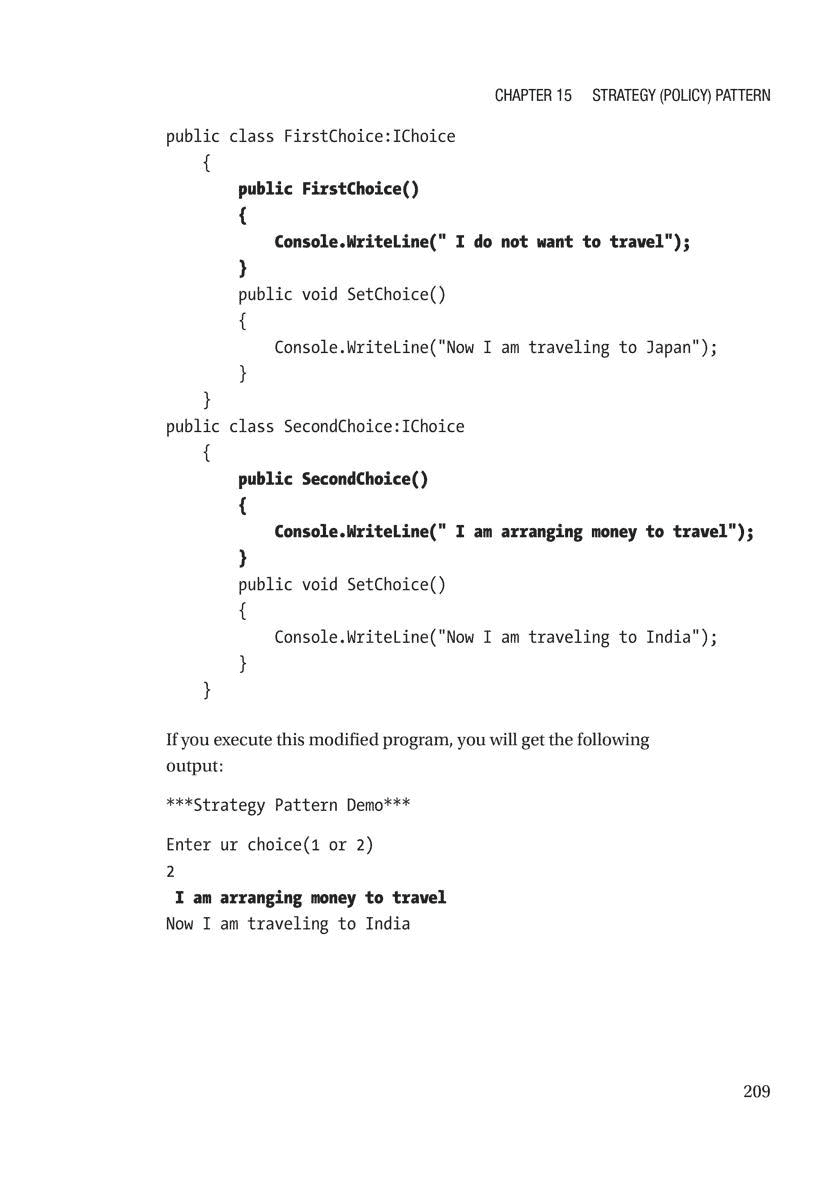 CHAPTER 15 STRATEGY (POLICY) PATTERN
public class FirstChoice:IChoice
    {
        public FirstChoice()
        {
            Console.WriteLine(" I do not want to travel");
        }
        public void SetChoice()
        {
            Console.WriteLine("Now I am traveling to Japan");
        }
    }
public class SecondChoice:IChoice
    {
        public SecondChoice()
        {
            Console.WriteLine(" I am arranging money to travel");
        }
        public void SetChoice()
        {
            Console.WriteLine("Now I am traveling to India");
        }
    }
If you execute this modified program, you will get the following
output:
***Strategy Pattern Demo***
Enter ur choice(1 or 2)
2
 I am arranging money to travel
Now I am traveling to India
209